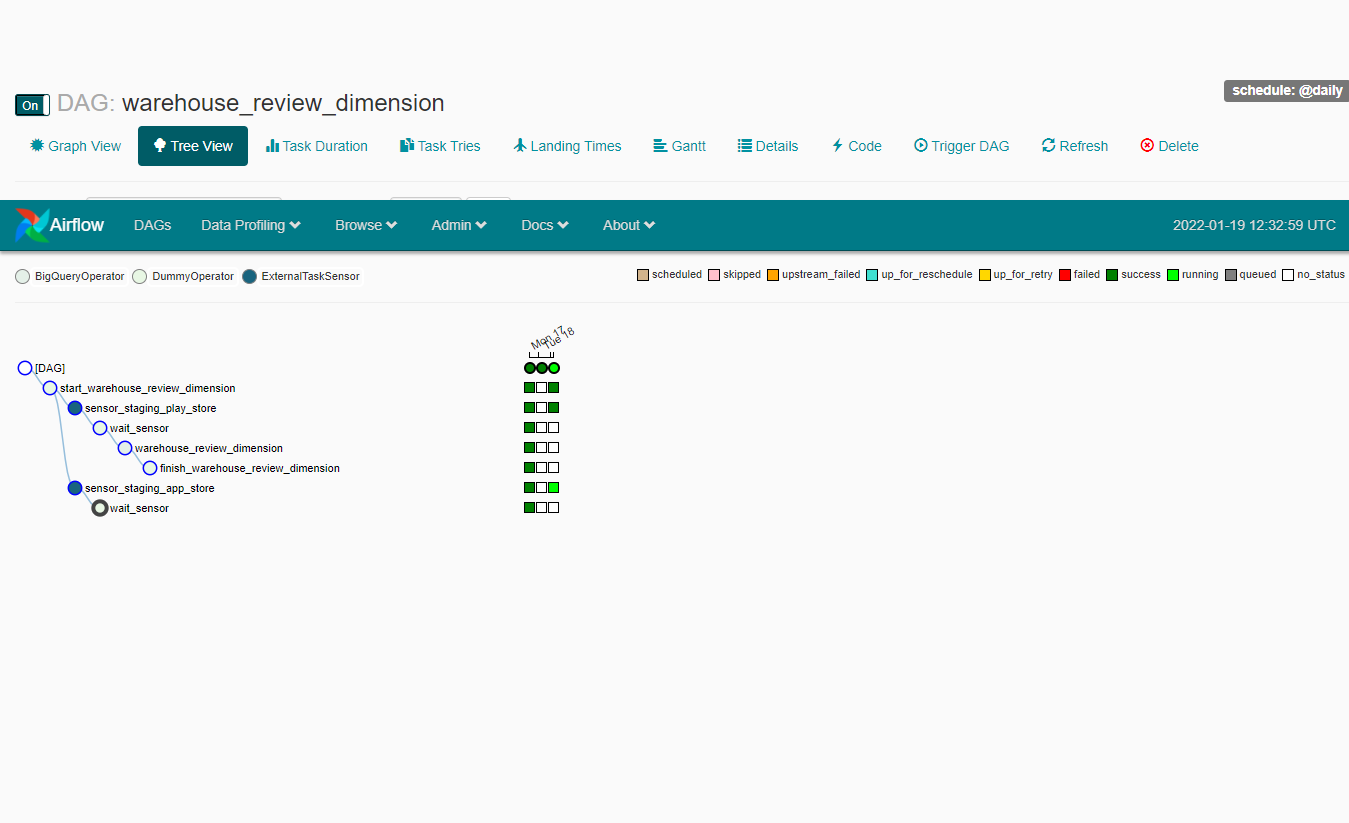 On DAG: warehouse_review_dimension
schedule: @daily
Graph View Tree View Task Duration Task Tries Landing Times Gantt Details Code Trigger DAG Refresh Delete
Airflow DAGs Data Profiling Browse Admin Docs About 2022-01-19 12:32:59 UTC
BigQueryOperator DummyOperator ExternalTaskSensor scheduled skipped upstream_failed up_for_reschedule up_for_retry failed success running queued no_status
Mon 17 Tue 18
[DAG]
start_warehouse_review_dimension
sensor_staging_play_store
wait_sensor
warehouse_review_dimension
finish_warehouse_review_dimension
sensor_staging_app_store
wait_sensor